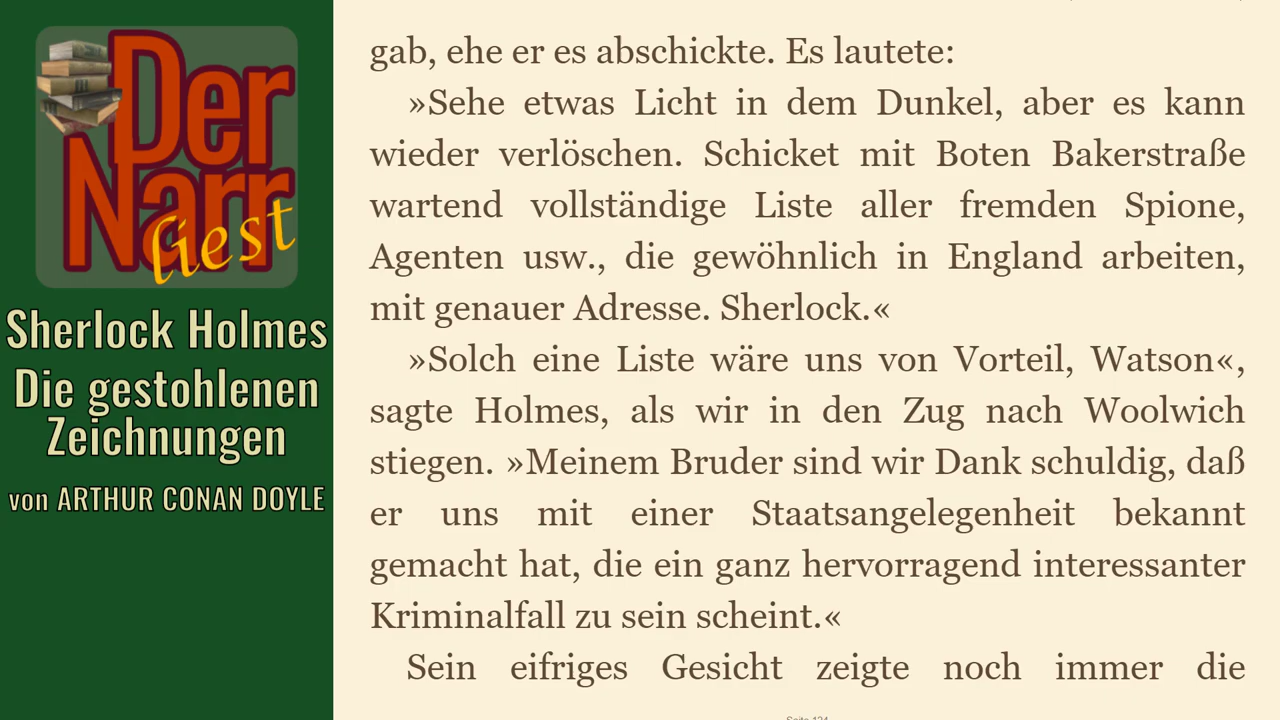 Der
Narr
liest
Sherlock Holmes
Die gestohlenen
Zeichnungen
von ARTHUR CONAN DOYLE
gab, ehe er es abschickte. Es lautete:
»Sehe etwas Licht in dem Dunkel, aber es kann
wieder verlöschen. Schicket mit Boten Bakerstraße
wartend vollständige Liste aller fremden Spione,
Agenten usw., die gewöhnlich in England arbeiten,
mit genauer Adresse. Sherlock.«
»Solch eine Liste wäre uns von Vorteil, Watson«,
sagte Holmes, als wir in den Zug nach Woolwich
stiegen. »Meinem Bruder sind wir Dank schuldig, daß
er uns mit einer Staatsangelegenheit bekannt
gemacht hat, die ein ganz hervorragend interessanter
Kriminalfall zu sein scheint.«
Sein eifriges Gesicht zeigte noch immer die